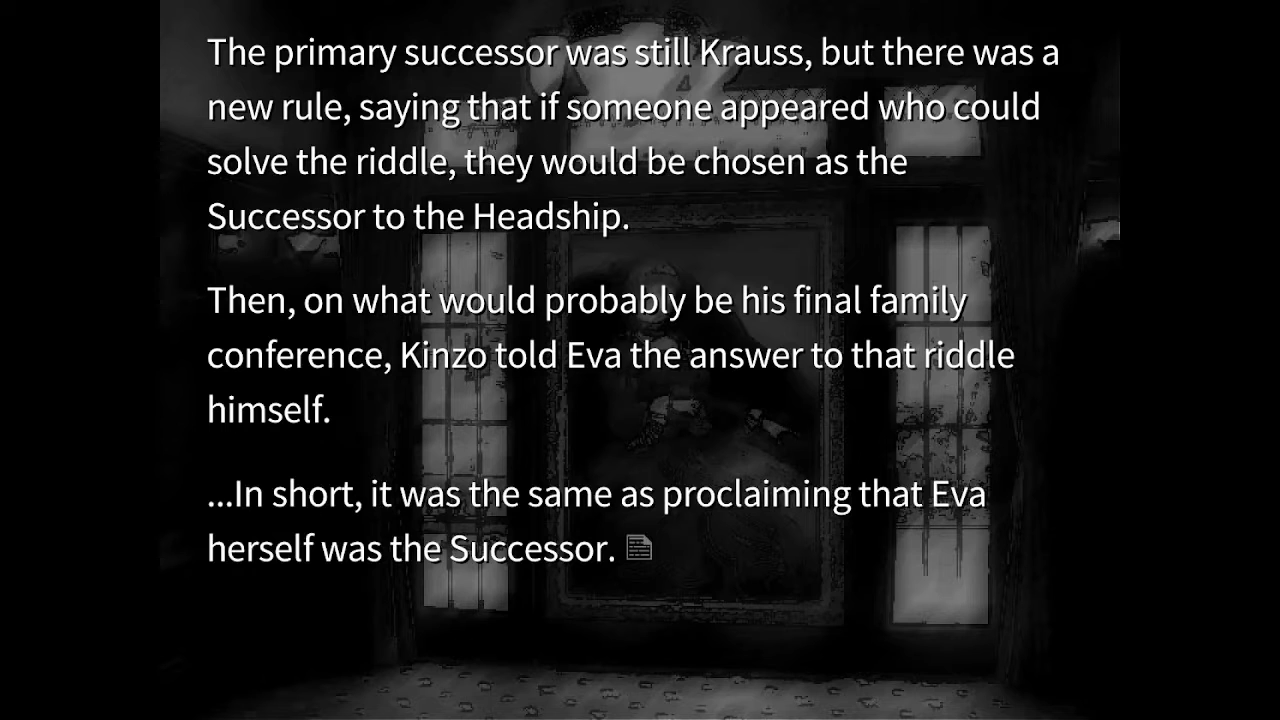 The primary successor was still Krauss, but there was a
new rule, saying that if someone appeared who could
solve the riddle, they would be chosen as the
Successor to the Headship.
Then, on what would probably be his final family
conference, Kinzo told Eva the answer to that riddle
himself.
...In short, it was the same as proclaiming that Eva
herself was the Successor.